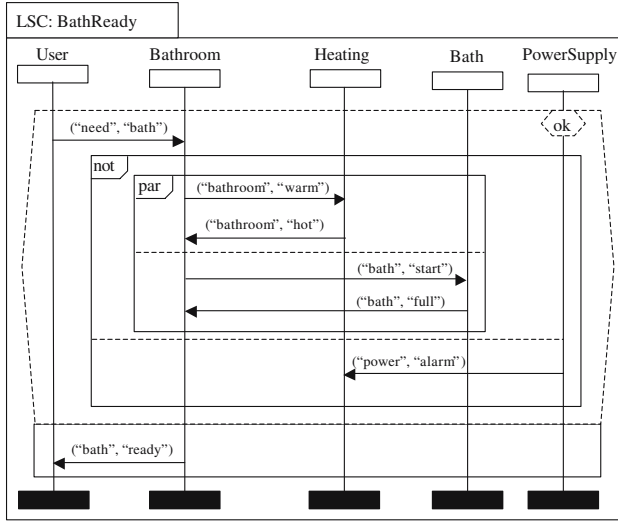 LSC: BathReady
User Bathroom Heating Bath PowerSupply
ok
(“need”, “bath”)
not
par
(“bathroom”, “warm”)
(“bathroom”, “hot”)
(“bath”, “start”)
(“bath”, “full”)
(“power”, “alarm”)
(“bath”, “ready”)